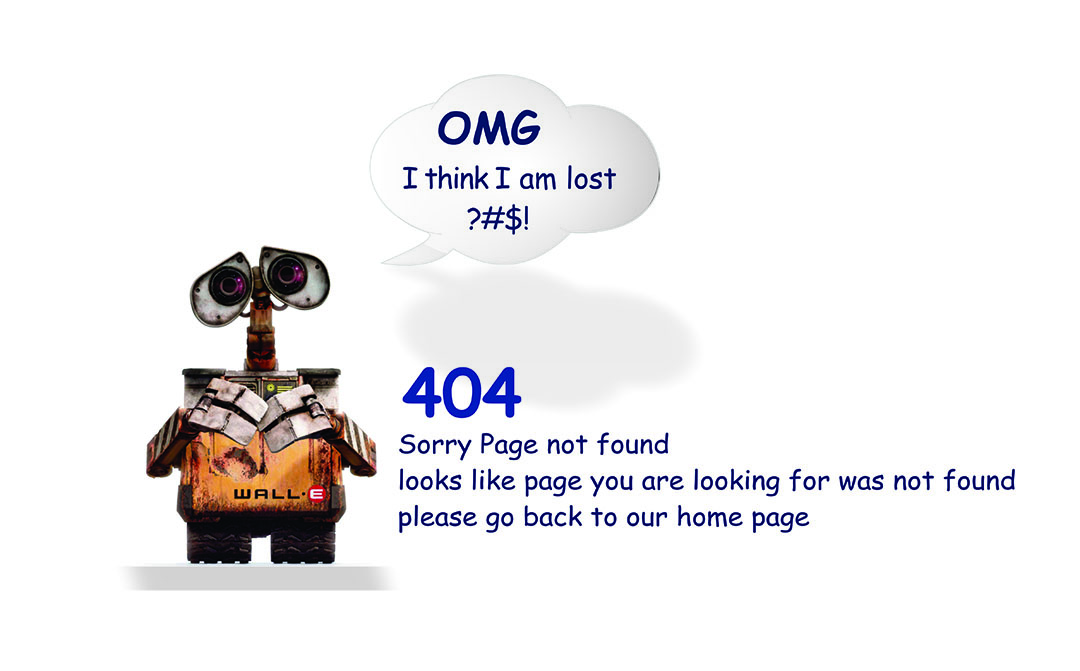 OMG
I think I am lost
?#$!
404
Sorry Page not found
looks like page you are looking for was not found
please go back to our home page
WALL·E